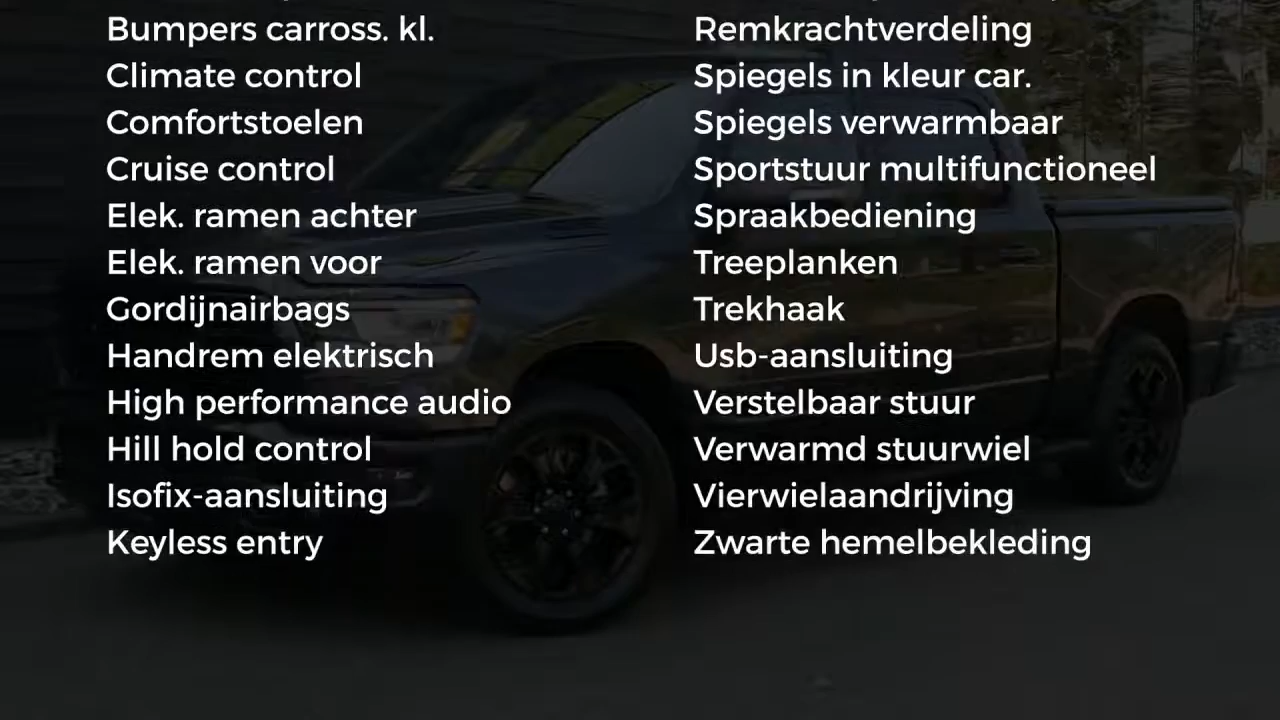 Bumpers carross. kl.
Climate control
Comfortstoelen
Cruise control
Elek. ramen achter
Elek. ramen voor
Gordijnairbags
Handrem elektrisch
High performance audio
Hill hold control
Isofix-aansluiting
Keyless entry
Remkrachtverdeling
Spiegels in kleur car.
Spiegels verwarmbaar
Sportstuur multifunctioneel
Spraakbediening
Treeplanken
Trekhaak
Usb-aansluiting
Verstelbaar stuur
Verwarmd stuurwiel
Vierwielaandrijving
Zwarte hemelbekleding